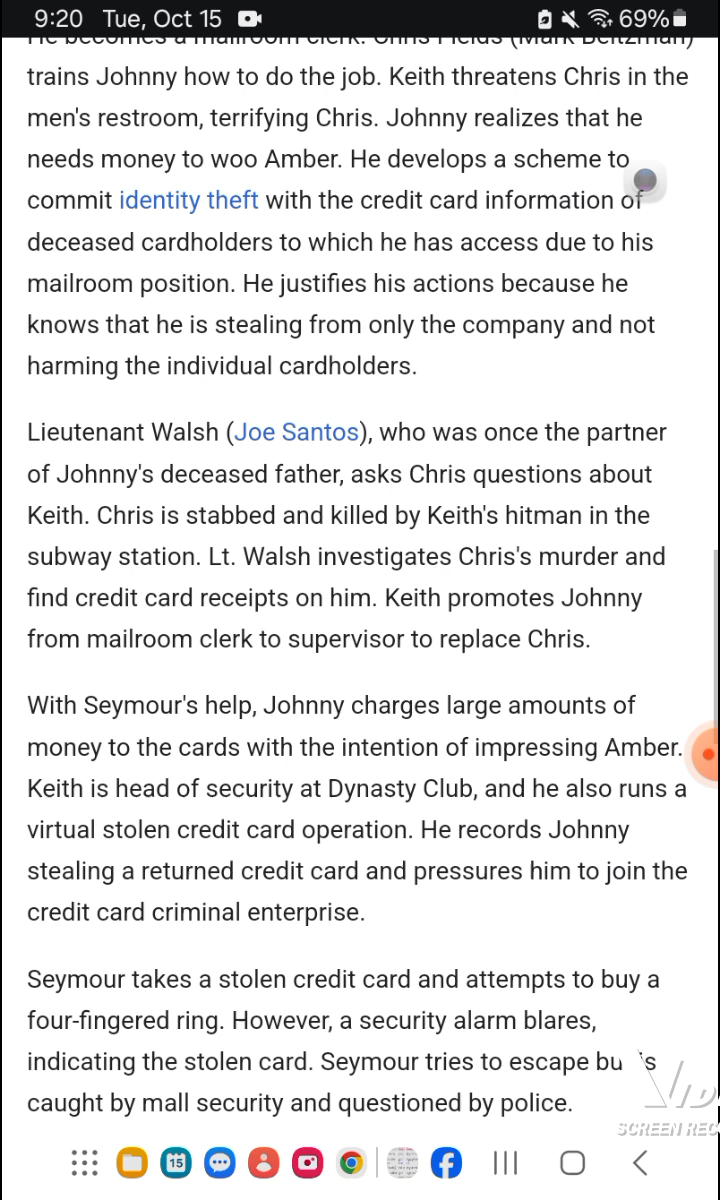 9:20 Tue, Oct 15 69%
He becomes a mailroom clerk. Chris Fields (Mark Beltzman)
trains Johnny how to do the job. Keith threatens Chris in the
men's restroom, terrifying Chris. Johnny realizes that he
needs money to woo Amber. He develops a scheme to
commit identity theft with the credit card information of
deceased cardholders to which he has access due to his
mailroom position. He justifies his actions because he
knows that he is stealing from only the company and not
harming the individual cardholders.
Lieutenant Walsh (Joe Santos), who was once the partner
of Johnny's deceased father, asks Chris questions about
Keith. Chris is stabbed and killed by Keith's hitman in the
subway station. Lt. Walsh investigates Chris's murder and
find credit card receipts on him. Keith promotes Johnny
from mailroom clerk to supervisor to replace Chris.
With Seymour's help, Johnny charges large amounts of
money to the cards with the intention of impressing Amber.
Keith is head of security at Dynasty Club, and he also runs a
virtual stolen credit card operation. He records Johnny
stealing a returned credit card and pressures him to join the
credit card criminal enterprise.
Seymour takes a stolen credit card and attempts to buy a
four-fingered ring. However, a security alarm blares,
indicating the stolen card. Seymour tries to escape bu is
caught by mall security and questioned by police.
SCREEN REC
15